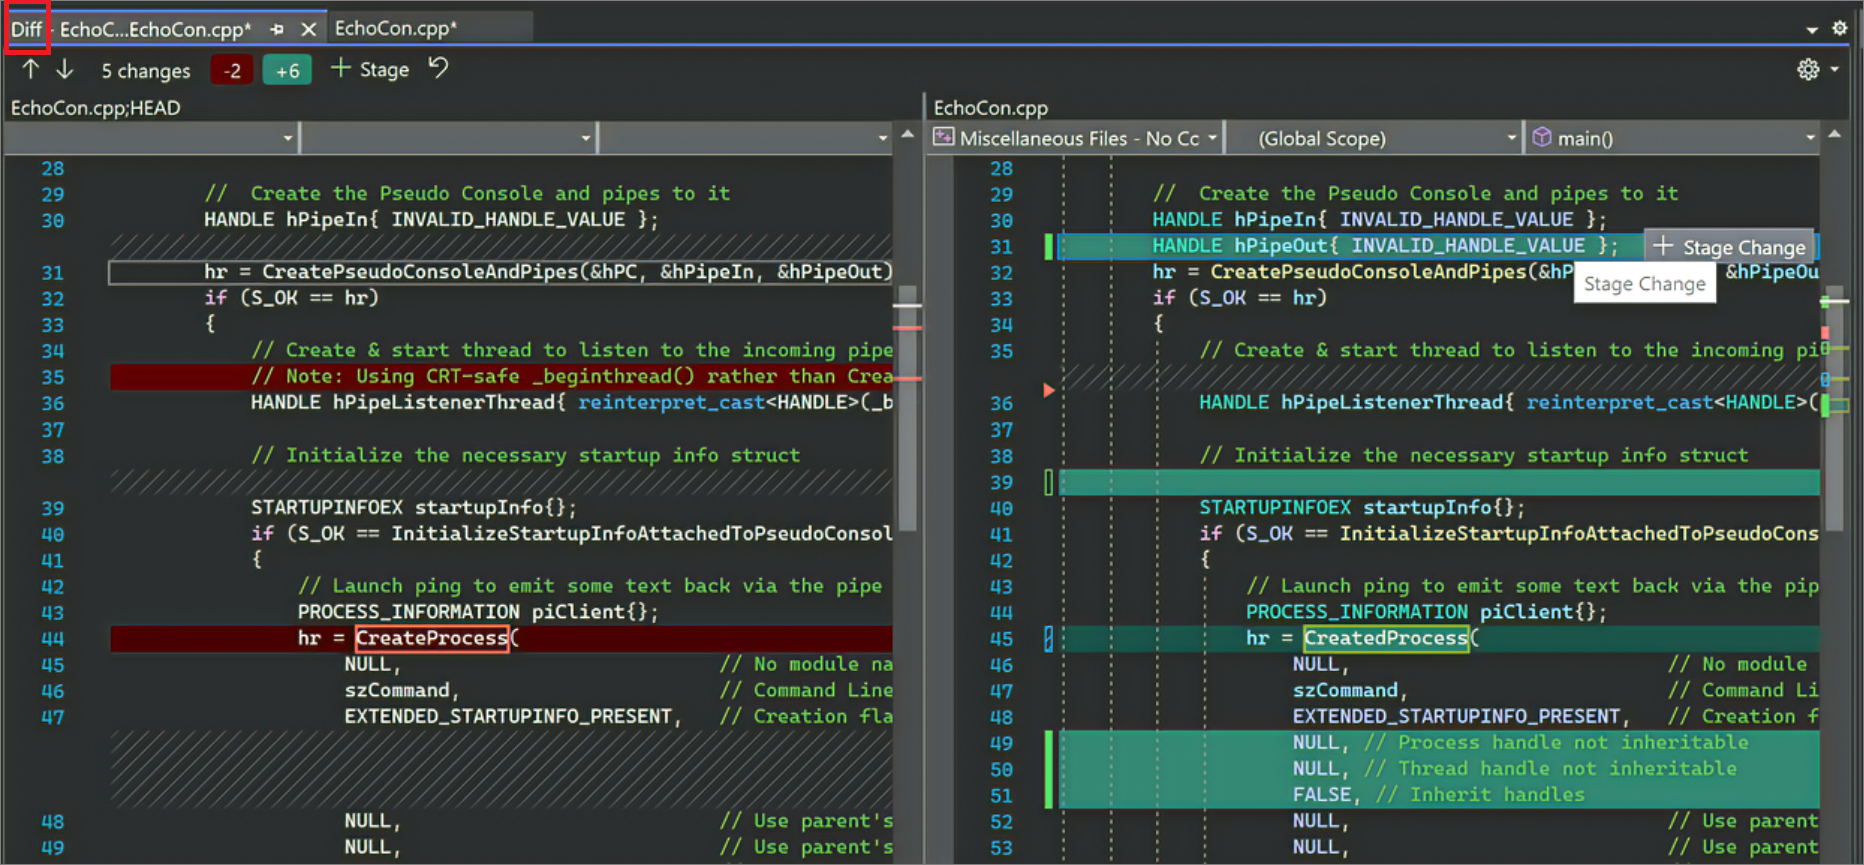 Diff - EchoC...EchoCon.cpp* EchoCon.cpp*
5 changes -2 +6 Stage
EchoCon.cpp;HEAD
28
29 // Create the Pseudo Console and pipes to it
30 HANDLE hPipeIn{ INVALID_HANDLE_VALUE };
31 hr = CreatePseudoConsoleAndPipes(&hPC, &hPipeIn, &hPipeOut)
32 if (S_OK == hr)
33 {
34 // Create & start thread to listen to the incoming pipe
35 // Note: Using CRT-safe _beginthread() rather than Crea
36 HANDLE hPipeListenerThread{ reinterpret_cast<HANDLE>(_b
37
38 // Initialize the necessary startup info struct
39 STARTUPINFOEX startupInfo{};
40 if (S_OK == InitializeStartupInfoAttachedToPseudoConsol
41 {
42 // Launch ping to emit some text back via the pipe
43 PROCESS_INFORMATION piClient{};
44 hr = CreateProcess(
45 NULL, // No module na
46 szCommand, // Command Line
47 EXTENDED_STARTUPINFO_PRESENT, // Creation fla
48 NULL, // Use parent's
49 NULL, // Use parent's
EchoCon.cpp
Miscellaneous Files - No Cc (Global Scope) main()
28
29 // Create the Pseudo Console and pipes to it
30 HANDLE hPipeIn{ INVALID_HANDLE_VALUE };
31 HANDLE hPipeOut{ INVALID_HANDLE_VALUE }; Stage Change
32 hr = CreatePseudoConsoleAndPipes(&hP &hPipeOu
Stage Change
33 if (S_OK == hr)
34 {
35 // Create & start thread to listen to the incoming pi
36 HANDLE hPipeListenerThread{ reinterpret_cast<HANDLE>(
37
38 // Initialize the necessary startup info struct
39
40 STARTUPINFOEX startupInfo{};
41 if (S_OK == InitializeStartupInfoAttachedToPseudoCons
42 {
43 // Launch ping to emit some text back via the pip
44 PROCESS_INFORMATION piClient{};
45 hr = CreatedProcess(
46 NULL, // No module
47 szCommand, // Command Li
48 EXTENDED_STARTUPINFO_PRESENT, // Creation f
49 NULL, // Process handle not inheritable
50 NULL, // Thread handle not inheritable
51 FALSE, // Inherit handles
52 NULL, // Use parent
53 NULL, // Use parent